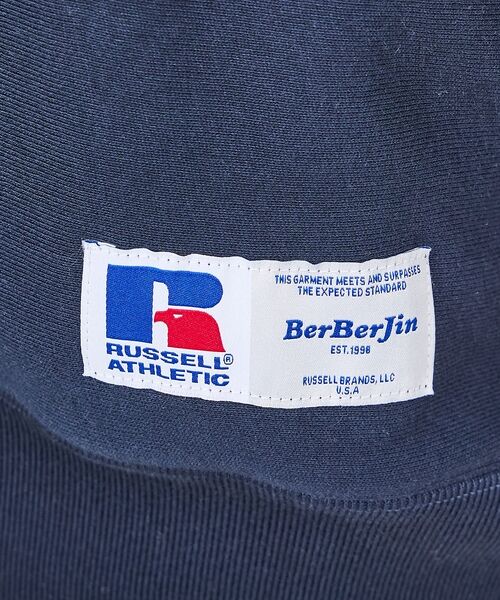 RUSSELL®
ATHLETIC
THIS GARMENT MEETS AND SURPASSES
THE EXPECTED STANDARD
BerBerJin
EST.1998
RUSSELL BRANDS, LLC
U.S.A